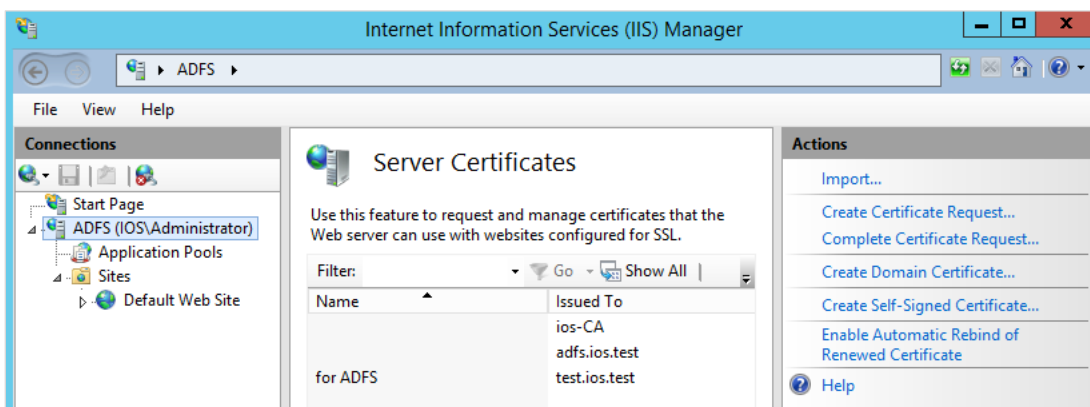 Internet Information Services (IIS) Manager
ADFS
File View Help
Connections
Start Page
ADFS (IOS\Administrator)
Application Pools
Sites
Default Web Site
Server Certificates
Use this feature to request and manage certificates that the
Web server can use with websites configured for SSL.
Filter: Go Show All
Name Issued To
ios-CA
adfs.ios.test
for ADFS test.ios.test
Actions
Import...
Create Certificate Request...
Complete Certificate Request...
Create Domain Certificate...
Create Self-Signed Certificate...
Enable Automatic Rebind of
Renewed Certificate
Help